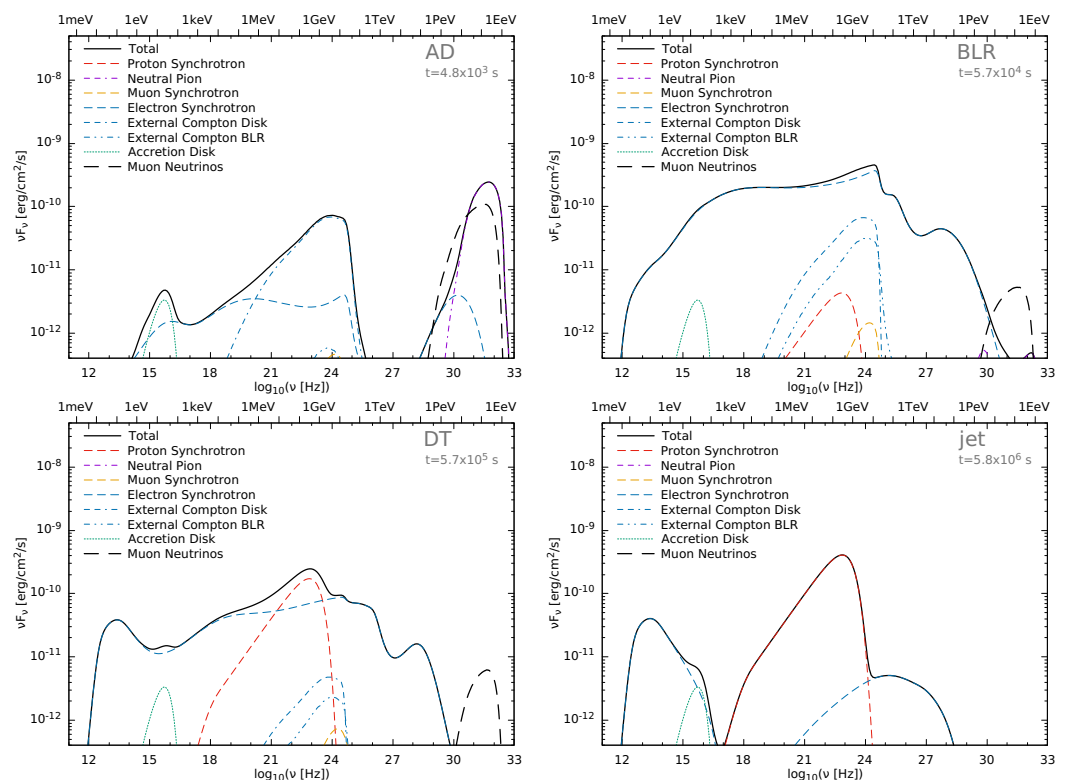 1meV 1eV 1keV 1MeV 1GeV 1TeV 1PeV 1EeV
AD
t=4.8x10³ s
Total
Proton Synchrotron
Neutral Pion
Muon Synchrotron
Electron Synchrotron
External Compton Disk
External Compton BLR
Accretion Disk
Muon Neutrinos
νFν [erg/cm²/s]
10⁻⁸
10⁻⁹
10⁻¹⁰
10⁻¹¹
10⁻¹²
12 15 18 21 24 27 30 33
log₁₀(ν [Hz])
1meV 1eV 1keV 1MeV 1GeV 1TeV 1PeV 1EeV
BLR
t=5.7x10⁴ s
Total
Proton Synchrotron
Neutral Pion
Muon Synchrotron
Electron Synchrotron
External Compton Disk
External Compton BLR
Accretion Disk
Muon Neutrinos
νFν [erg/cm²/s]
10⁻⁸
10⁻⁹
10⁻¹⁰
10⁻¹¹
10⁻¹²
12 15 18 21 24 27 30 33
log₁₀(ν [Hz])
1meV 1eV 1keV 1MeV 1GeV 1TeV 1PeV 1EeV
DT
t=5.7x10⁵ s
Total
Proton Synchrotron
Neutral Pion
Muon Synchrotron
Electron Synchrotron
External Compton Disk
External Compton BLR
Accretion Disk
Muon Neutrinos
νFν [erg/cm²/s]
10⁻⁸
10⁻⁹
10⁻¹⁰
10⁻¹¹
10⁻¹²
12 15 18 21 24 27 30 33
log₁₀(ν [Hz])
1meV 1eV 1keV 1MeV 1GeV 1TeV 1PeV 1EeV
jet
t=5.8x10⁶ s
Total
Proton Synchrotron
Neutral Pion
Muon Synchrotron
Electron Synchrotron
External Compton Disk
External Compton BLR
Accretion Disk
Muon Neutrinos
νFν [erg/cm²/s]
10⁻⁸
10⁻⁹
10⁻¹⁰
10⁻¹¹
10⁻¹²
12 15 18 21 24 27 30 33
log₁₀(ν [Hz])